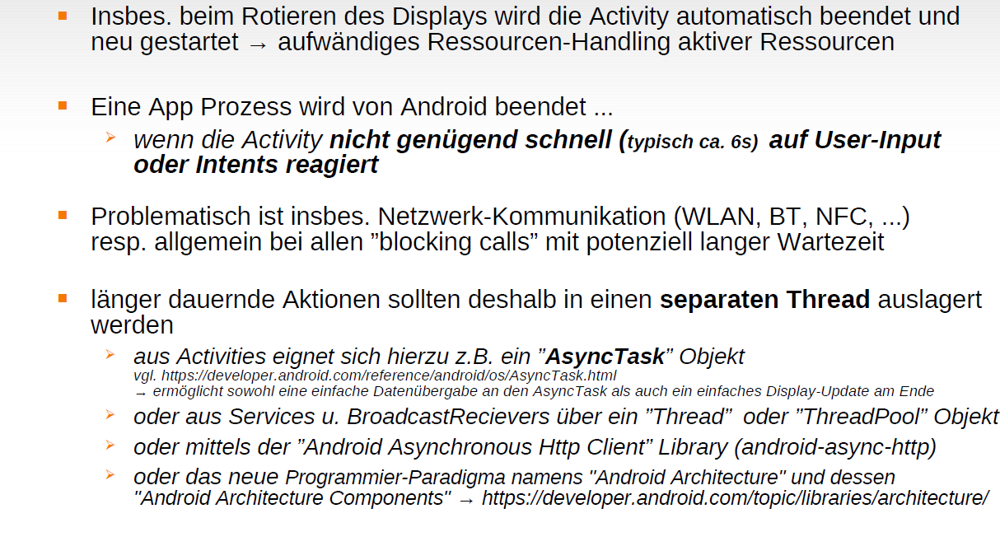 Insbes. beim Rotieren des Displays wird die Activity automatisch beendet und
neu gestartet → aufwändiges Ressourcen-Handling aktiver Ressourcen
Eine App Prozess wird von Android beendet ...
wenn die Activity nicht genügend schnell (typisch ca. 6s) auf User-Input
oder Intents reagiert
Problematisch ist insbes. Netzwerk-Kommunikation (WLAN, BT, NFC, ...)
resp. allgemein bei allen ”blocking calls” mit potenziell langer Wartezeit
länger dauernde Aktionen sollten deshalb in einen separaten Thread auslagert
werden
aus Activities eignet sich hierzu z.B. ein ”AsyncTask” Objekt
vgl. https://developer.android.com/reference/android/os/AsyncTask.html
→ ermöglicht sowohl eine einfache Datenübergabe an den AsyncTask als auch ein einfaches Display-Update am Ende
oder aus Services u. BroadcastRecievers über ein ”Thread” oder ”ThreadPool” Objekt
oder mittels der ”Android Asynchronous Http Client” Library (android-async-http)
oder das neue Programmier-Paradigma namens "Android Architecture" und dessen
"Android Architecture Components" → https://developer.android.com/topic/libraries/architecture/